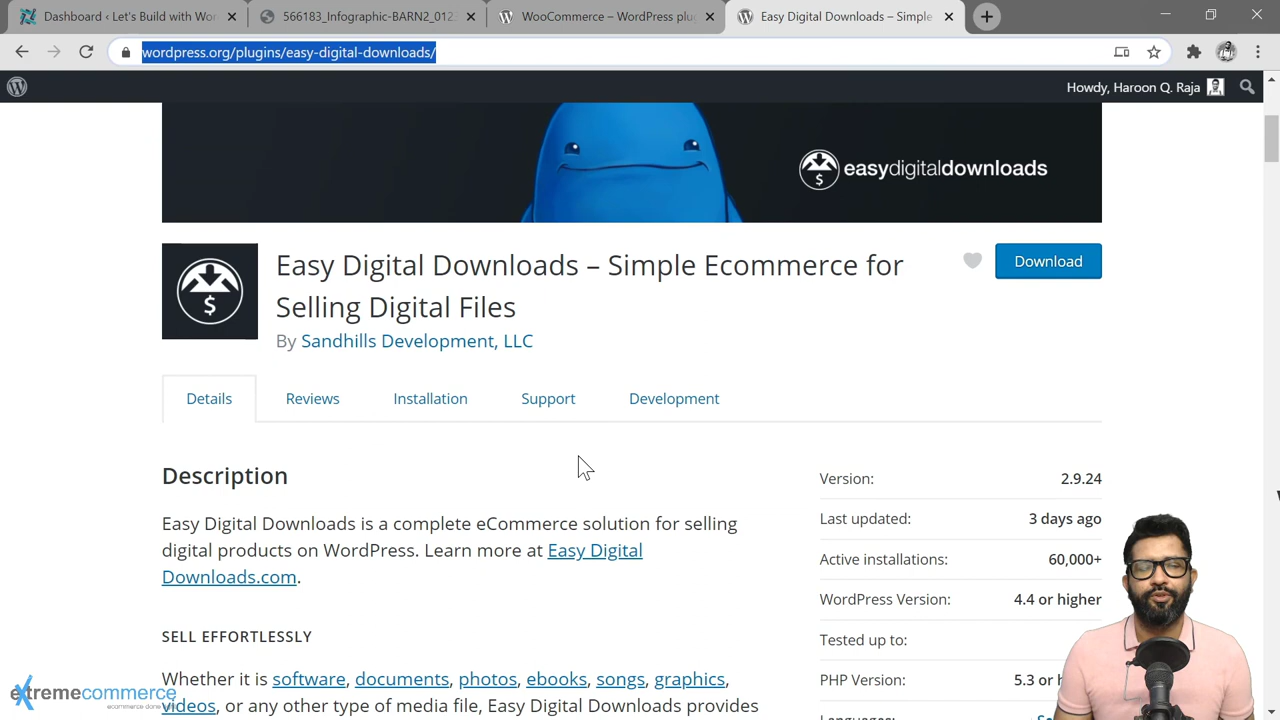 Dashboard ‹ Let's Build with Wor
566183_Infographic-BARN2_012
WooCommerce – WordPress plu
Easy Digital Downloads – Simple
wordpress.org/plugins/easy-digital-downloads/
Howdy, Haroon Q. Raja
easydigitaldownloads
$
Easy Digital Downloads – Simple Ecommerce for
Selling Digital Files
Download
$
By Sandhills Development, LLC
Details Reviews Installation Support Development
Description
Easy Digital Downloads is a complete eCommerce solution for selling
digital products on WordPress. Learn more at Easy Digital
Downloads.com.
SELL EFFORTLESSLY
Whether it is software, documents, photos, ebooks, songs, graphics,
videos, or any other type of media file, Easy Digital Downloads provides
Version: 2.9.24
Last updated: 3 days ago
Active installations: 60,000+
WordPress Version: 4.4 or higher
Tested up to:
PHP Version: 5.3 or h
extremecommerce